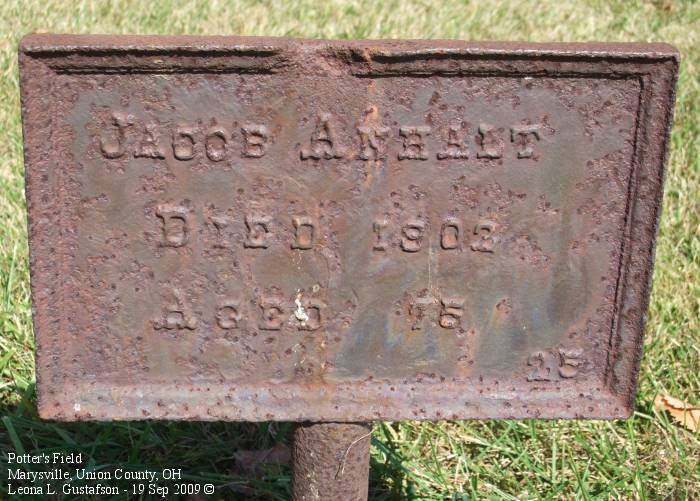 JACOB ANHALT
DIED 1902
AGED 75
25
Potter's Field
Marysville, Union County, OH
Leona L. Gustafson - 19 Sep 2009 ©